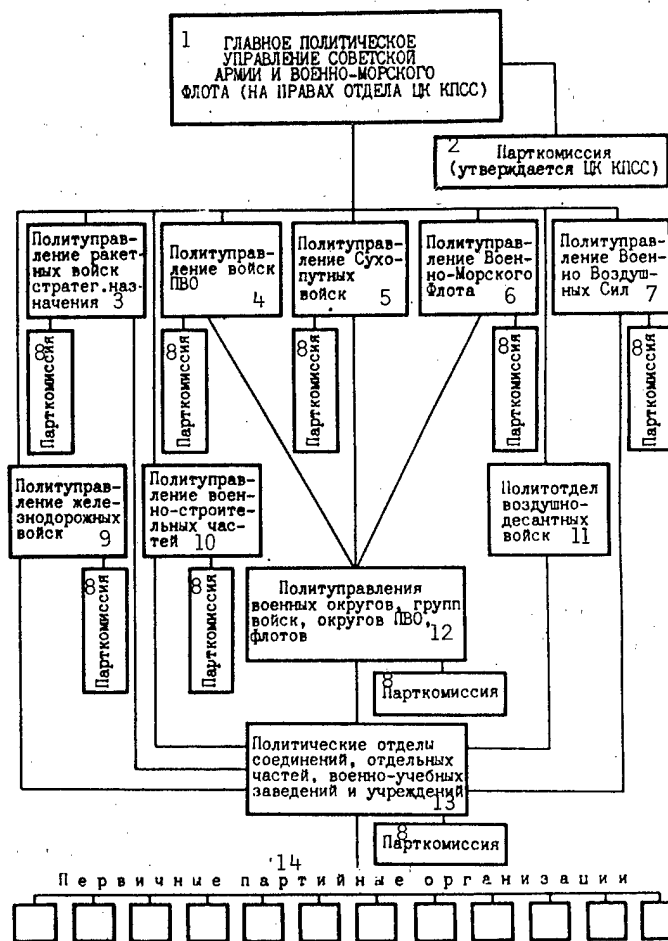 1 ГЛАВНОЕ ПОЛИТИЧЕСКОЕ
УПРАВЛЕНИЕ СОВЕТСКОЙ
АРМИИ И ВОЕННО-МОРСКОГО
ФЛОТА (НА ПРАВАХ ОТДЕЛА ЦК КПСС)
2 Парткомиссия
(утверждается ЦК КПСС)
Политуправ-
ление ракет-
ных войск
стратег.наз-
начения 3
Политуправ-
ление войск
ПВО 4
Политуправ-
ление Сухо-
путных
войск 5
Политуправ-
ление Воен-
но-Морского
Флота 6
Политуправ-
ление Воен-
но Воздуш-
ных Сил 7
8 Парткомиссия
8 Парткомиссия
8 Парткомиссия
8 Парткомиссия
8 Парткомиссия
Политуправ-
ление желе-
знодорожных
войск 9
Политуправ-
ление воен-
но-строите-
льных час-
тей 10
Политотдел
воздушно-
десантных
войск 11
8 Парткомиссия
8 Парткомиссия
Политуправления
военных округов, групп
войск, округов ПВО,
флотов 12
8 Парткомиссия
Политические отделы
соединений, отдельных
частей, военно-учебных
заведений и учреждений
13
8 Парткомиссия
14
Первичные партийные организации